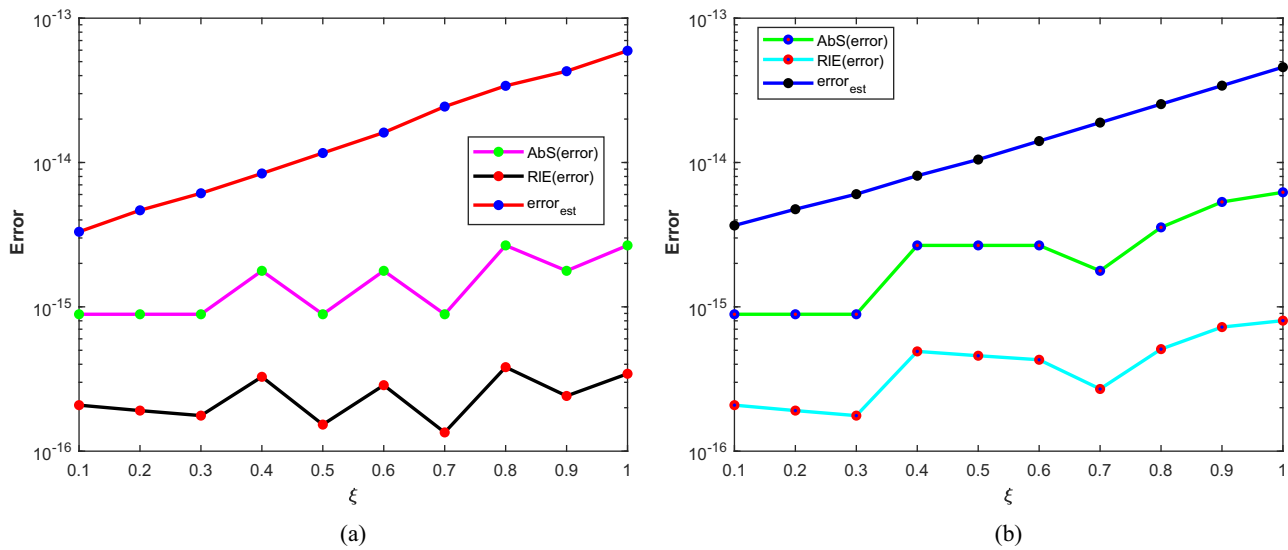 10^-13
10^-14
10^-15
10^-16
Error
AbS(error)
RlE(error)
error_est
0.1 0.2 0.3 0.4 0.5 0.6 0.7 0.8 0.9 1
ξ
(a)
10^-13
10^-14
10^-15
10^-16
Error
AbS(error)
RlE(error)
error_est
0.1 0.2 0.3 0.4 0.5 0.6 0.7 0.8 0.9 1
ξ
(b)